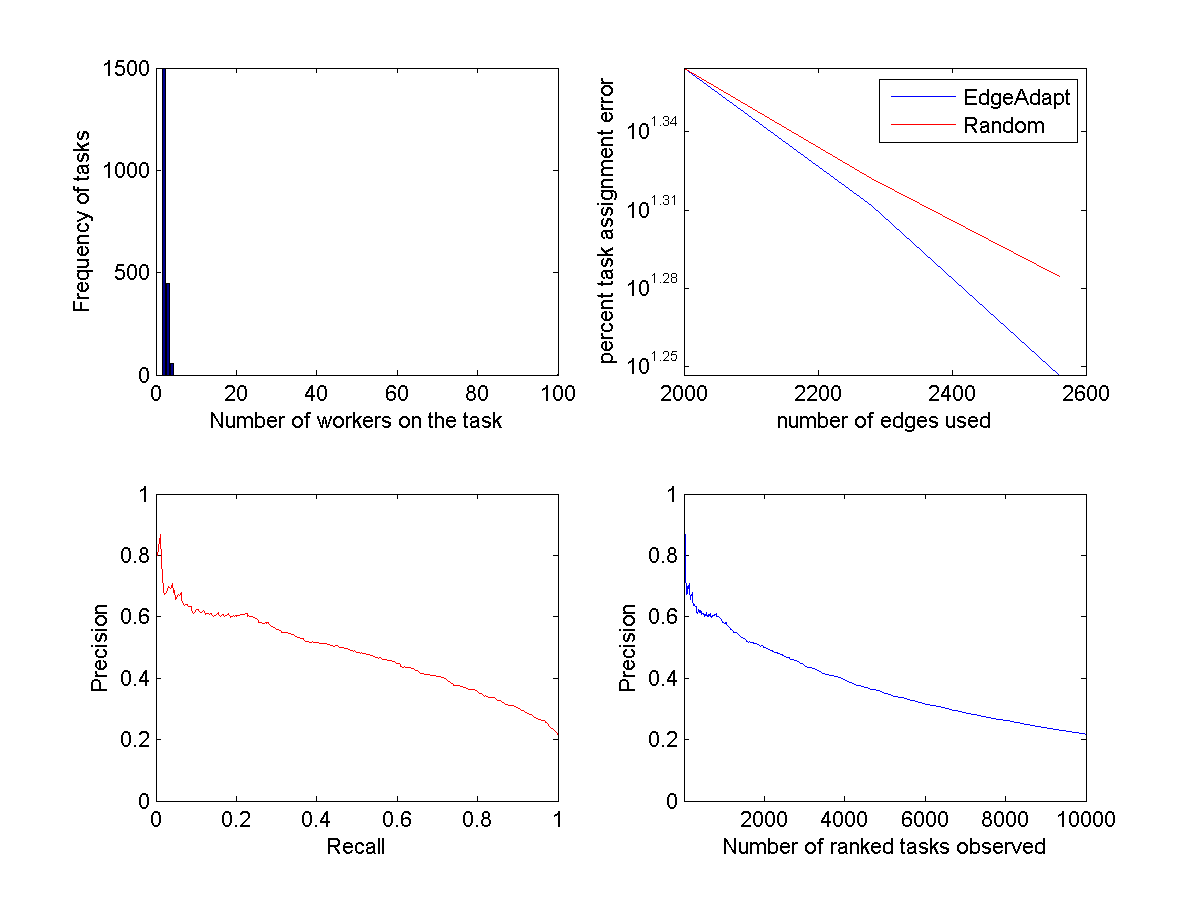 1500
1000
500
0
Frequency of tasks
0 20 40 60 80 100
Number of workers on the task
EdgeAdapt
Random
10^1.34
10^1.31
10^1.28
10^1.25
percent task assignment error
2000 2200 2400 2600
number of edges used
1
0.8
0.6
0.4
0.2
0
Precision
0 0.2 0.4 0.6 0.8 1
Recall
1
0.8
0.6
0.4
0.2
0
Precision
2000 4000 6000 8000 10000
Number of ranked tasks observed